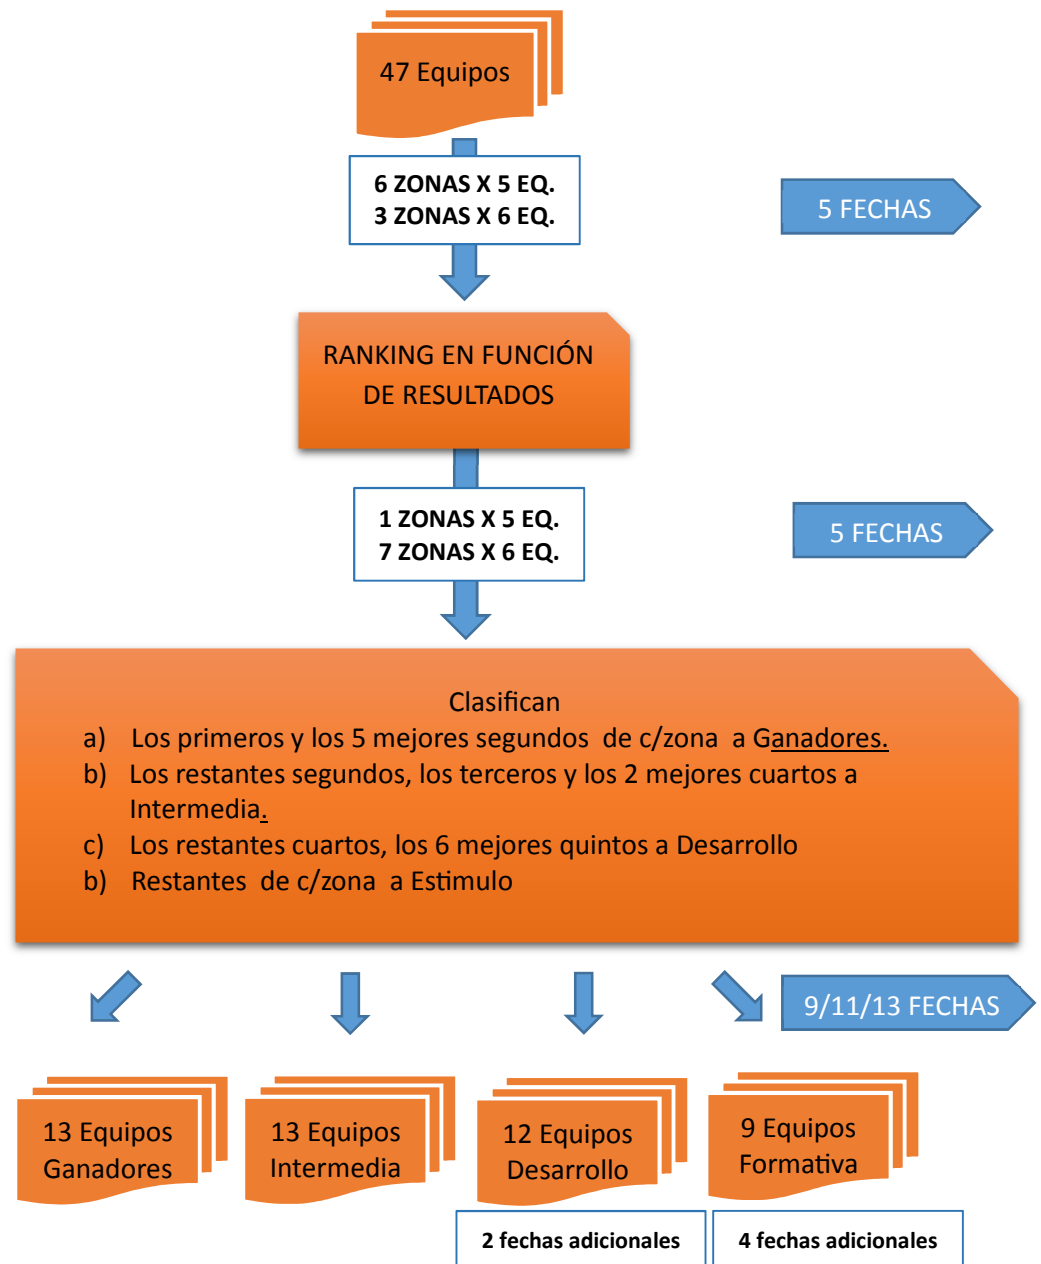 47 Equipos
6 ZONAS X 5 EQ.
3 ZONAS X 6 EQ.
5 FECHAS
RANKING EN FUNCIÓN
DE RESULTADOS
1 ZONAS X 5 EQ.
7 ZONAS X 6 EQ.
5 FECHAS
Clasifican
a) Los primeros y los 5 mejores segundos de c/zona a Ganadores.
b) Los restantes segundos, los terceros y los 2 mejores cuartos a
Intermedia.
c) Los restantes cuartos, los 6 mejores quintos a Desarrollo
b) Restantes de c/zona a Estimulo
9/11/13 FECHAS
13 Equipos
Ganadores
13 Equipos
Intermedia
12 Equipos
Desarrollo
9 Equipos
Formativa
2 fechas adicionales
4 fechas adicionales